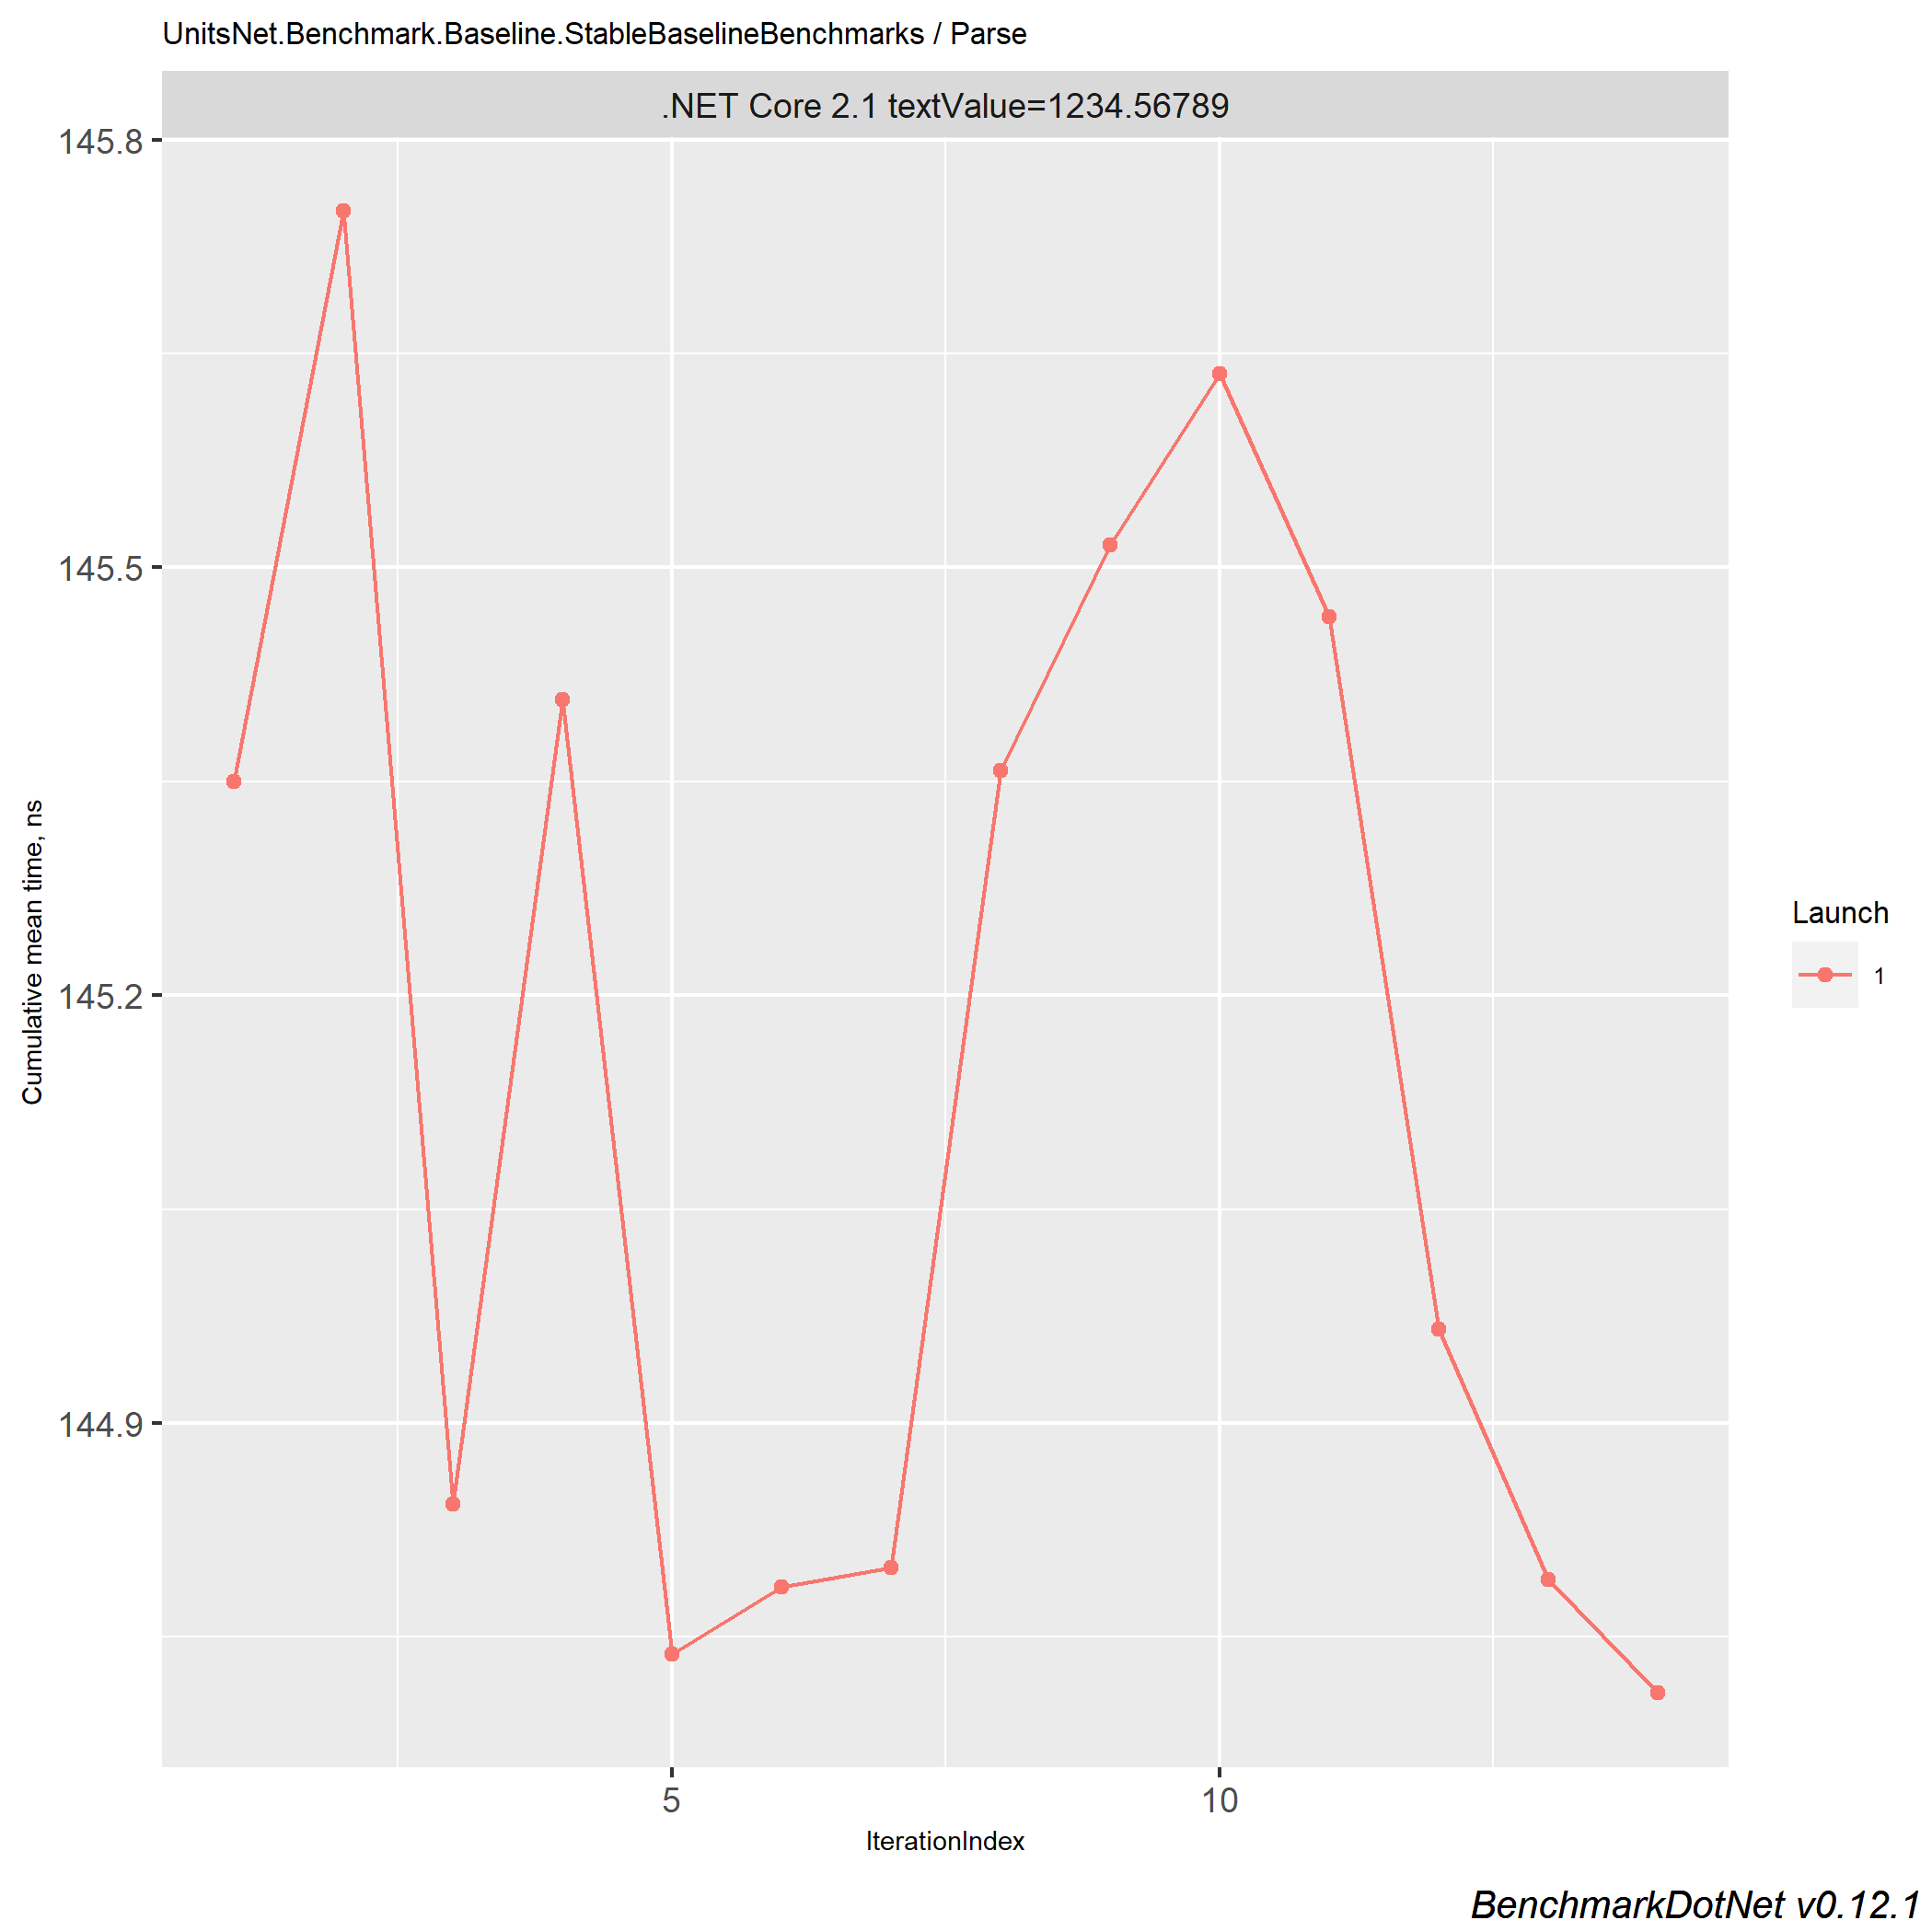 UnitsNet.Benchmark.Baseline.StableBaselineBenchmarks / Parse
.NET Core 2.1 textValue=1234.56789
145.8
145.5
145.2
144.9
Cumulative mean time, ns
5
10
IterationIndex
Launch
1
BenchmarkDotNet v0.12.1